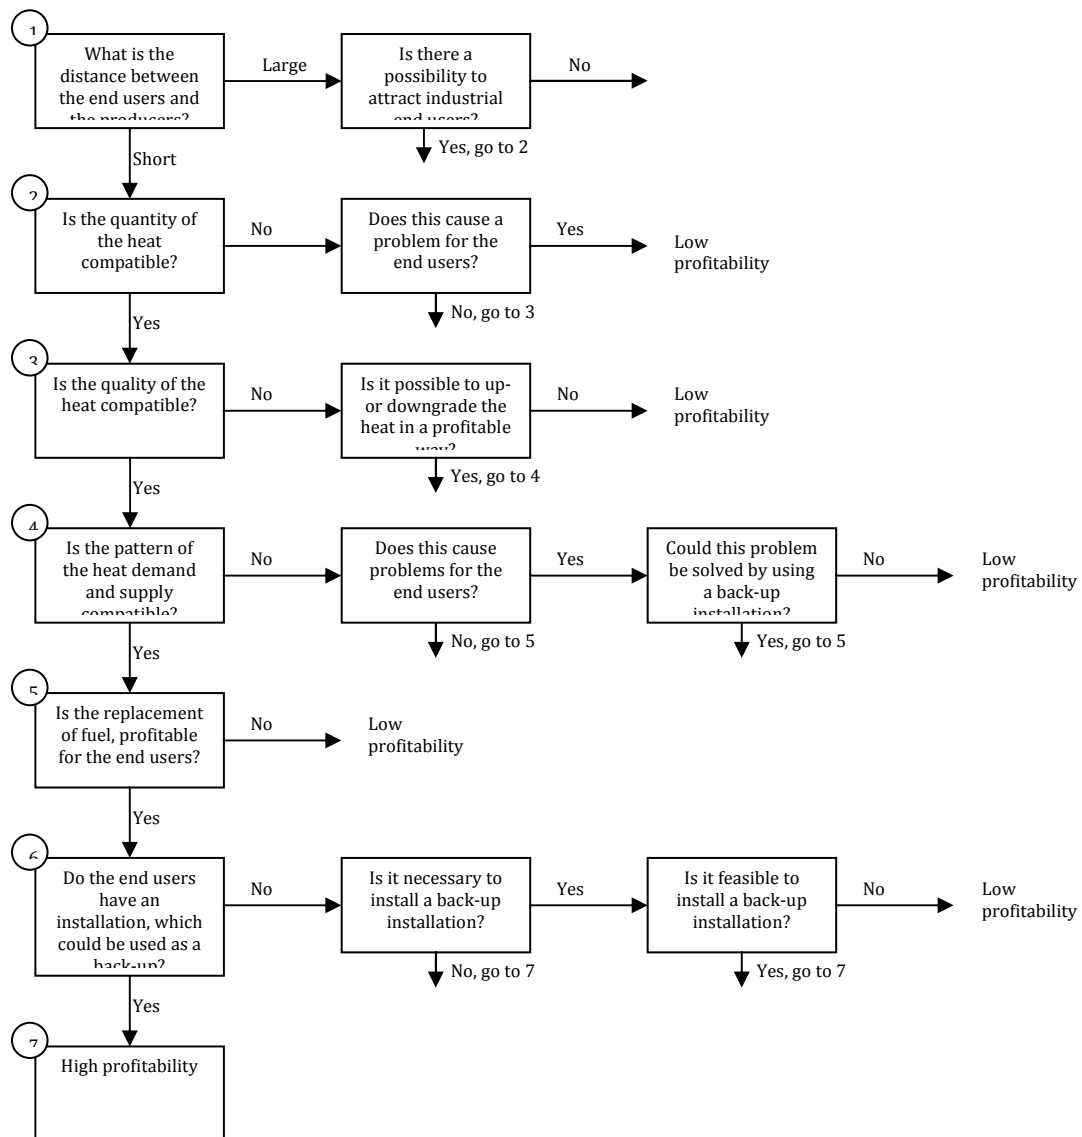 1
What is the
distance between
the end users and
the producers?
Large
Is there a
possibility to
attract industrial
end users?
No
Short
Yes, go to 2
2
Is the quantity of
the heat
compatible?
No
Does this cause a
problem for the
end users?
Yes
Low
profitability
Yes
No, go to 3
3
Is the quality of the
heat compatible?
No
Is it possible to up-
or downgrade the
heat in a profitable
way?
No
Low
profitability
Yes
Yes, go to 4
4
Is the pattern of
the heat demand
and supply
compatible?
No
Does this cause
problems for the
end users?
Yes
Could this problem
be solved by using
a back-up
installation?
No
Low
profitability
Yes
No, go to 5
Yes, go to 5
5
Is the replacement
of fuel, profitable
for the end users?
No
Low
profitability
Yes
6
Do the end users
have an
installation, which
could be used as a
back-up?
No
Is it necessary to
install a back-up
installation?
Yes
Is it feasible to
install a back-up
installation?
No
Low
profitability
Yes
No, go to 7
Yes, go to 7
7
High profitability